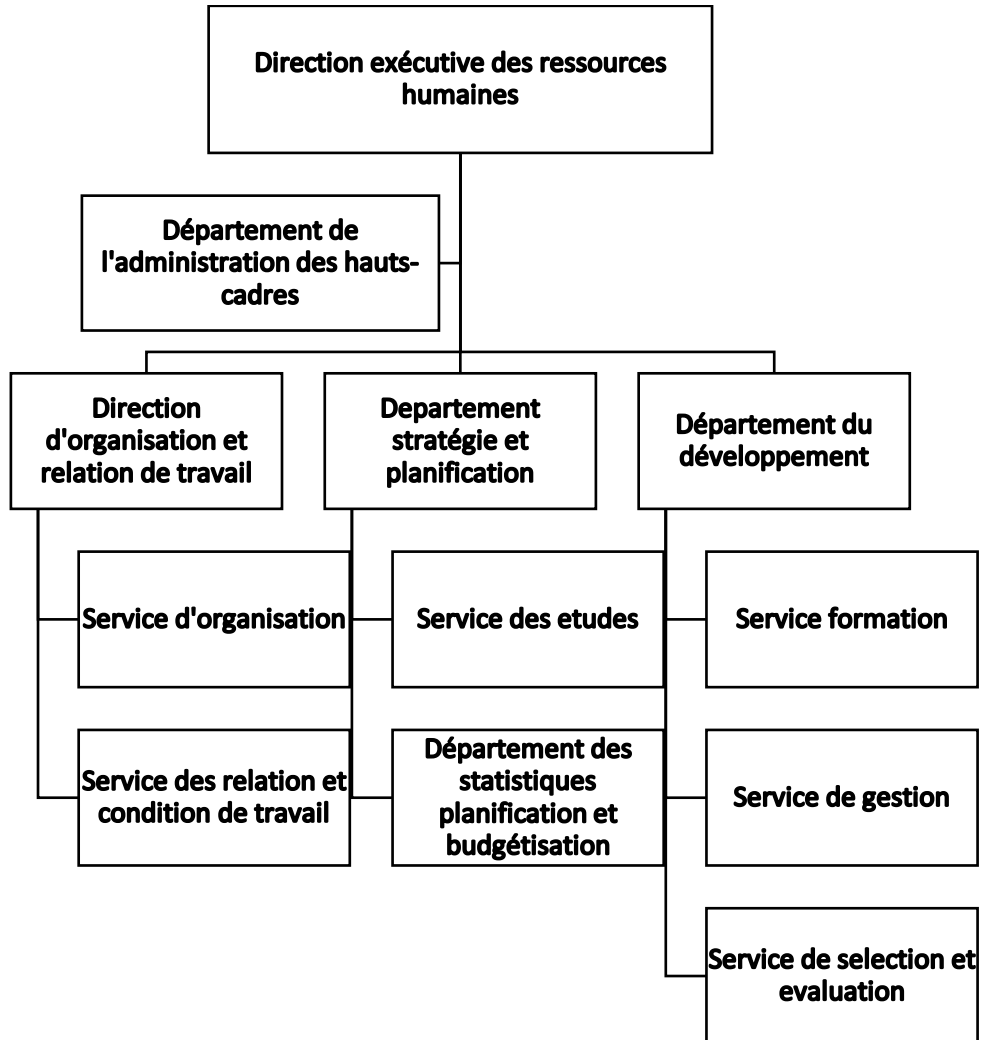 Direction exécutive des ressources
humaines
Département de
l'administration des hauts-
cadres
Direction
d'organisation et
relation de travail
Departement
stratégie et
planification
Département du
développement
Service d'organisation
Service des etudes
Service formation
Service des relation et
condition de travail
Département des
statistiques
planification et
budgétisation
Service de gestion
Service de selection et
evaluation